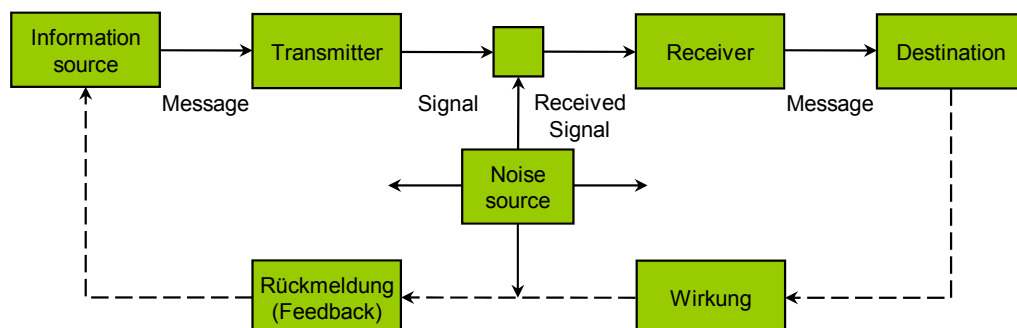 Information
source
Transmitter
Receiver
Destination
Message
Signal
Received
Signal
Message
Noise
source
Rückmeldung
(Feedback)
Wirkung